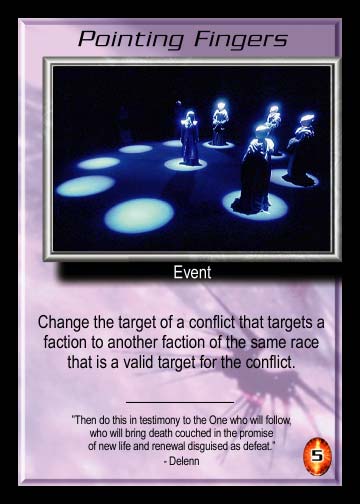 Pointing Fingers
Event
Change the target of a conflict that targets a
faction to another faction of the same race
that is a valid target for the conflict.
"Then do this in testimony to the One who will follow,
who will bring death couched in the promise
of new life and renewal disguised as defeat."
- Delenn
5